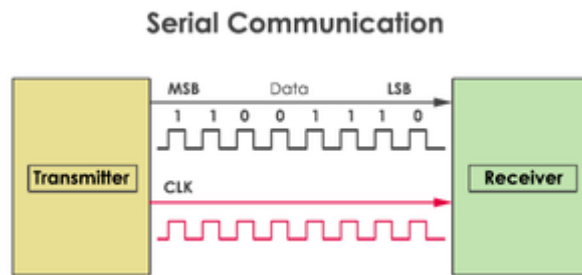 Serial Communication
MSB Data LSB
1 1 0 0 1 1 1 0
Transmitter
CLK
Receiver